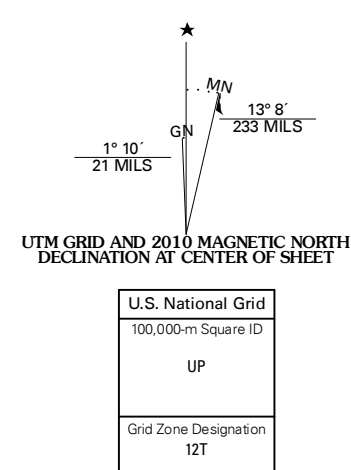 ★
MN
GN
13° 8´
233 MILS
1° 10´
21 MILS
UTM GRID AND 2010 MAGNETIC NORTH
DECLINATION AT CENTER OF SHEET
U.S. National Grid
100,000-m Square ID
UP
Grid Zone Designation
12T